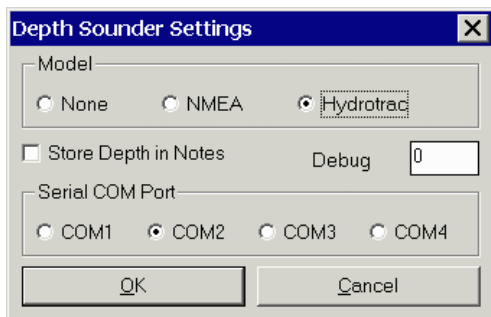 Depth Sounder Settings
Model
None NMEA Hydrotrac
Store Depth in Notes Debug 0
Serial COM Port
COM1 COM2 COM3 COM4
OK Cancel